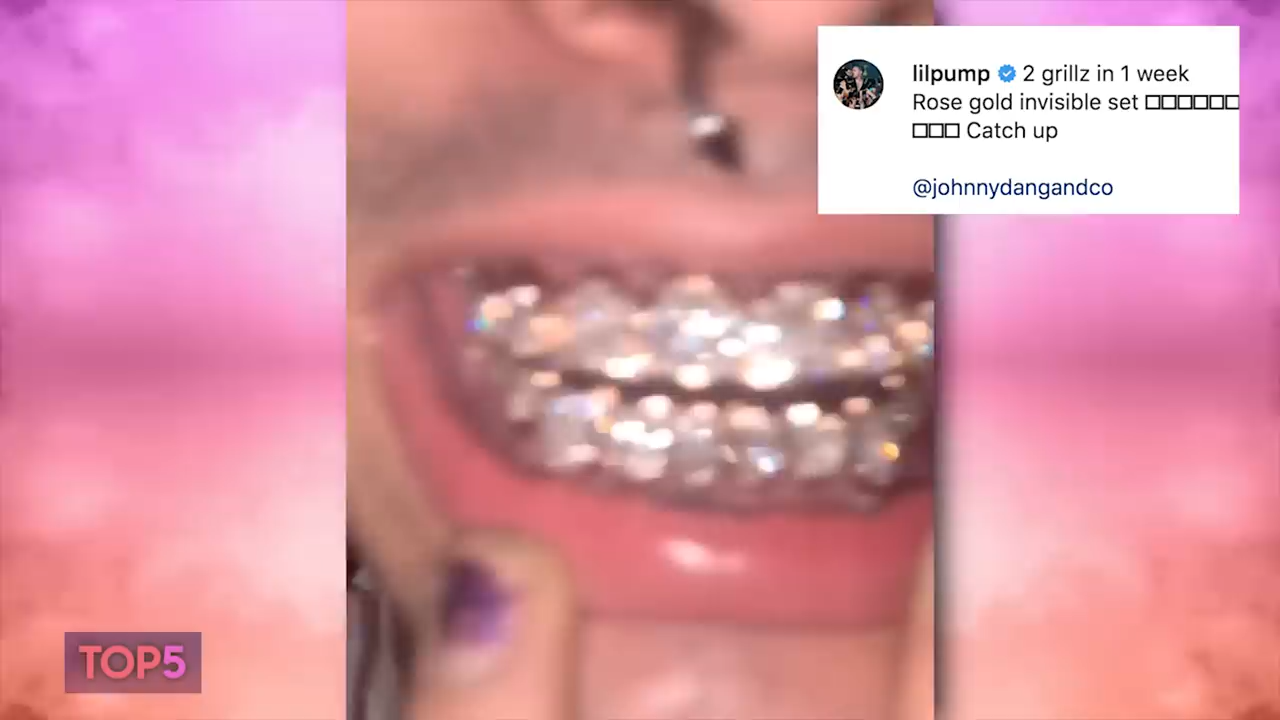 lilpump 2 grillz in 1 week
Rose gold invisible set □□□□□□
□□□ Catch up
@johnnydangandco
TOP5